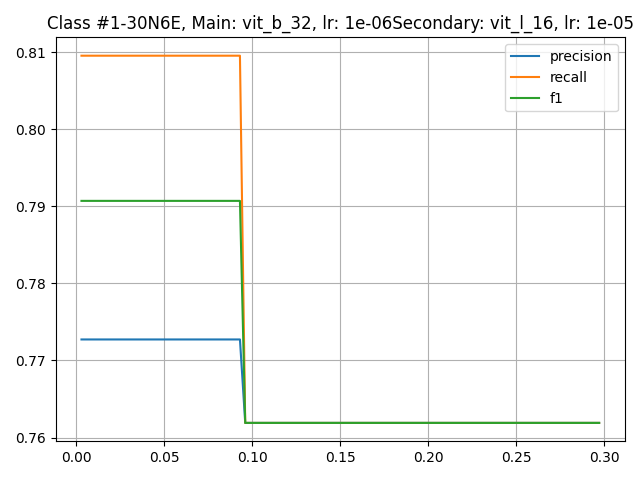 Class #1-30N6E, Main: vit_b_32, lr: 1e-06Secondary: vit_l_16, lr: 1e-05
precision
recall
f1
0.81
0.80
0.79
0.78
0.77
0.76
0.00 0.05 0.10 0.15 0.20 0.25 0.30